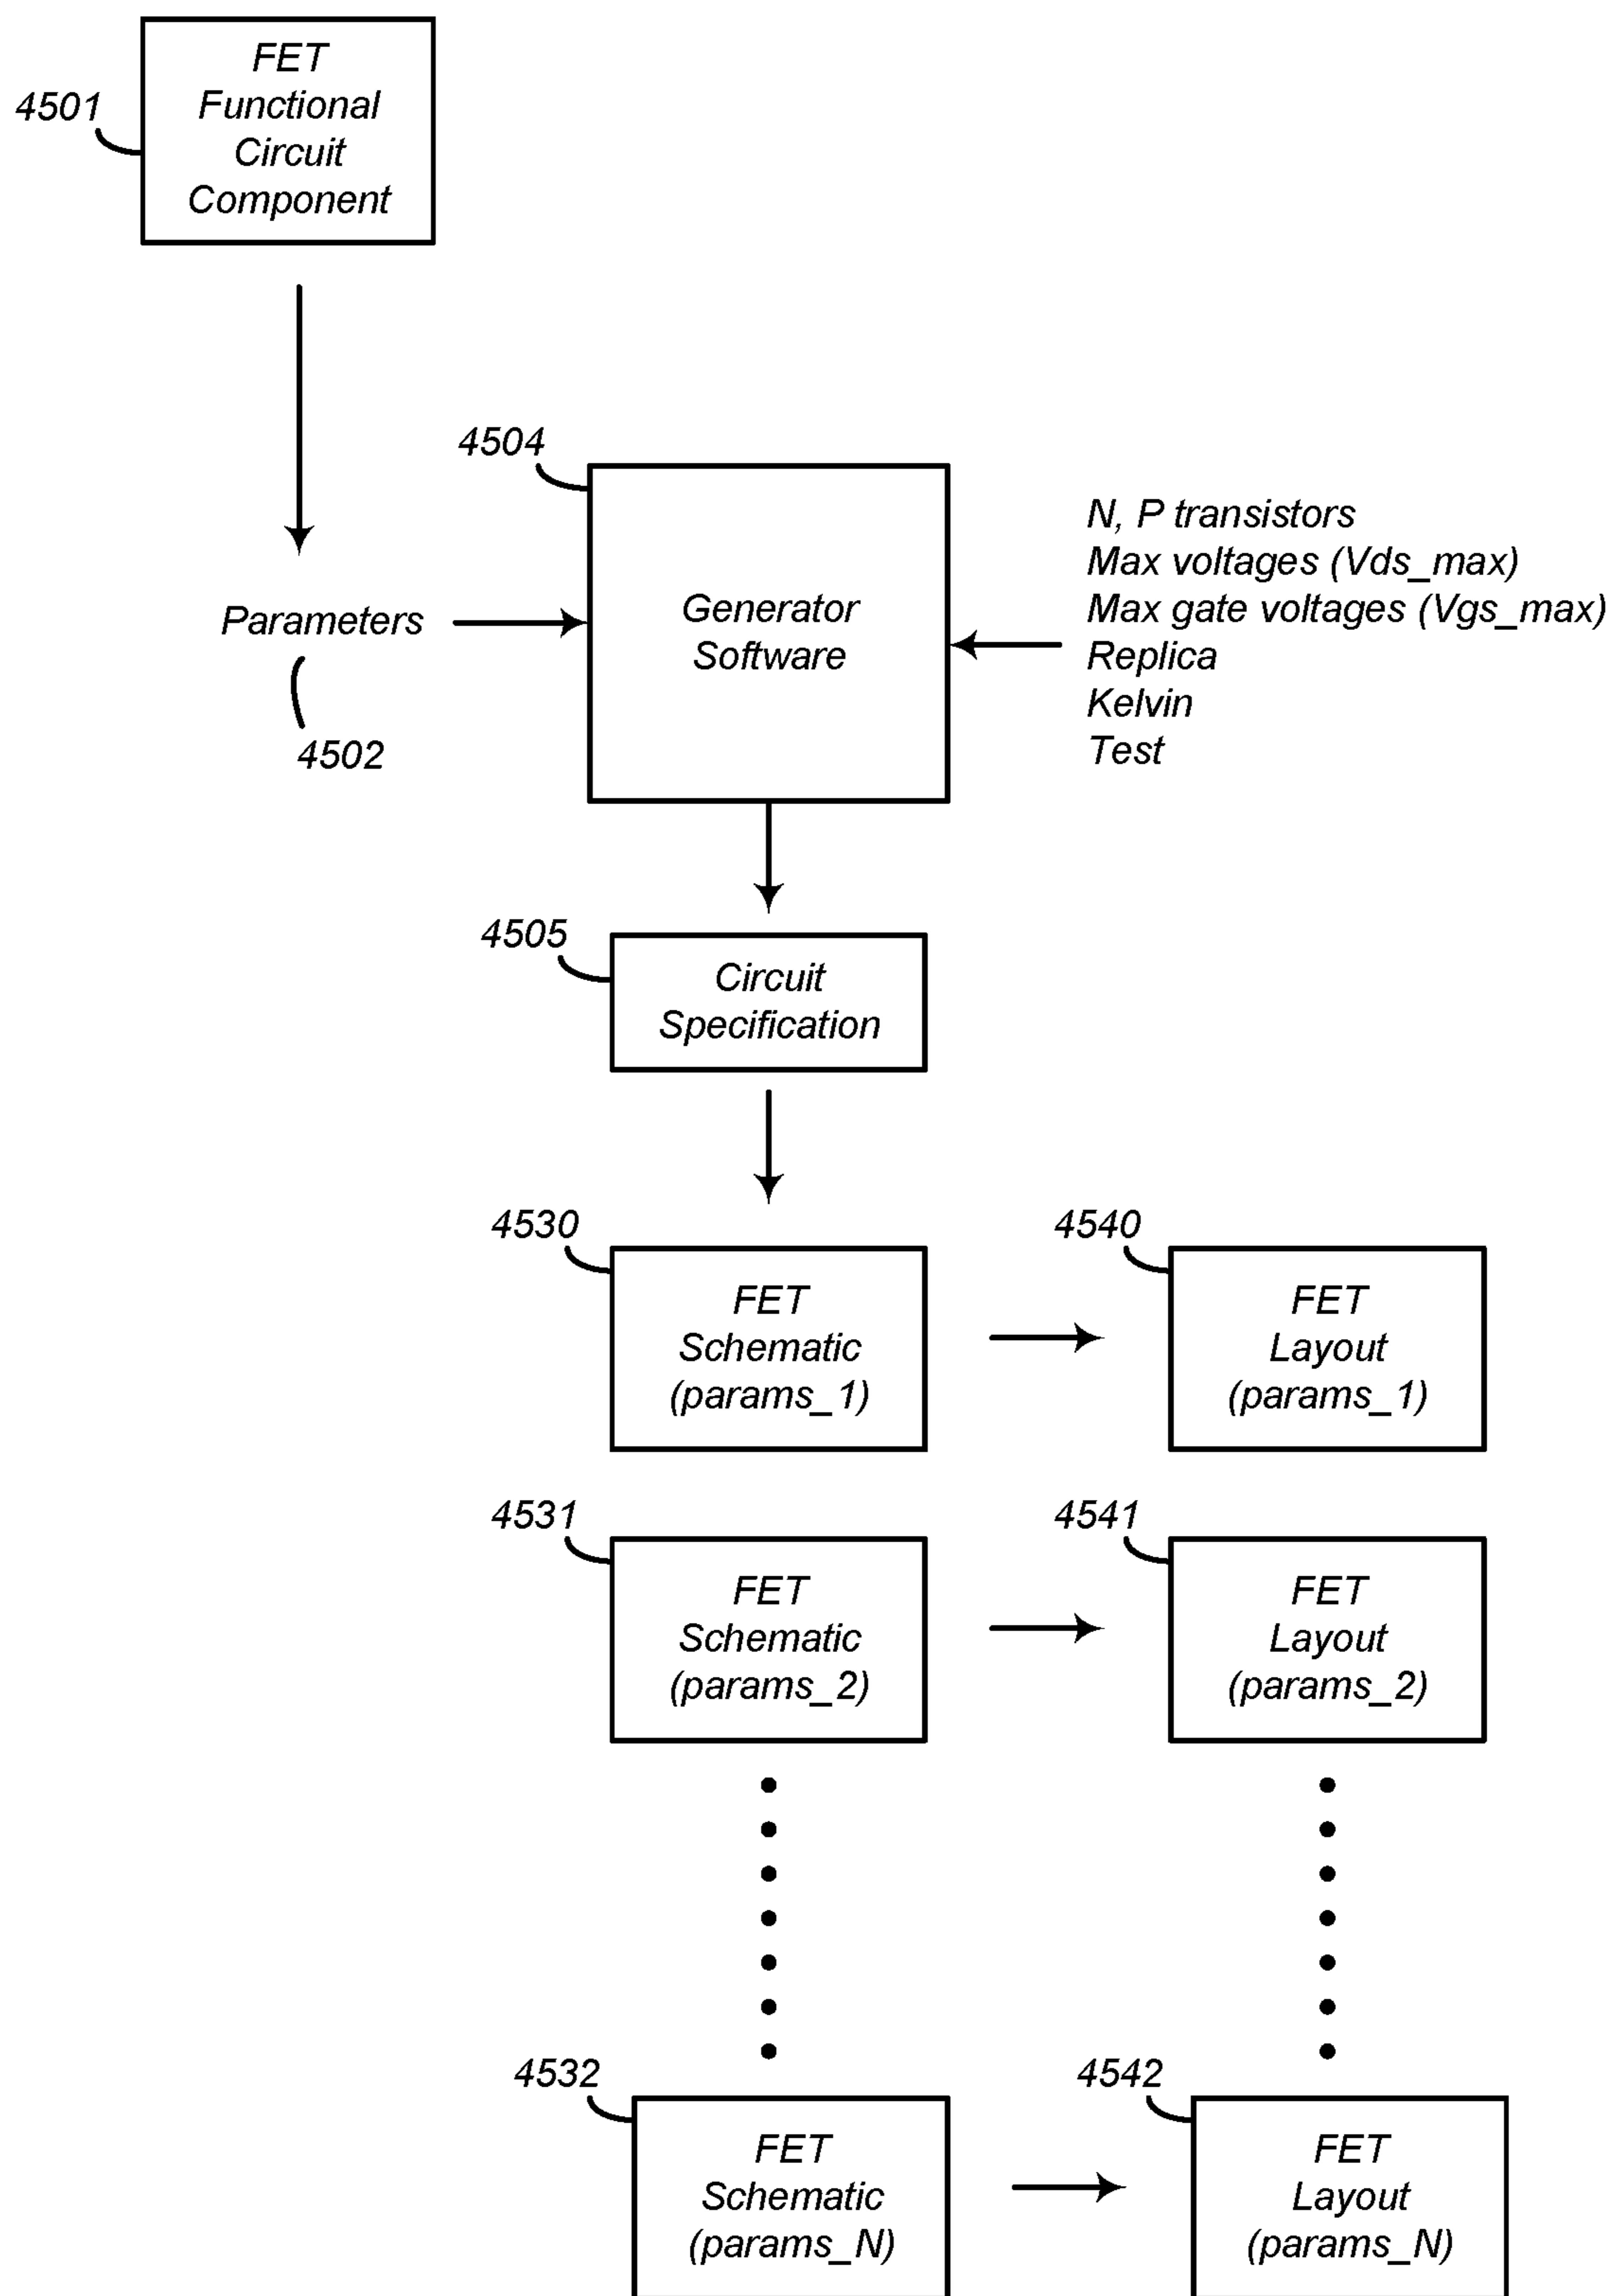 4501
FET
Functional
Circuit
Component
4504
N, P transistors
Max voltages (Vds_max)
Max gate voltages (Vgs_max)
Replica
Kelvin
Test
Parameters
Generator
Software
4502
4505
Circuit
Specification
4530
FET
Schematic
(params_1)
4540
FET
Layout
(params_1)
4531
FET
Schematic
(params_2)
4541
FET
Layout
(params_2)
4532
FET
Schematic
(params_N)
4542
FET
Layout
(params_N)